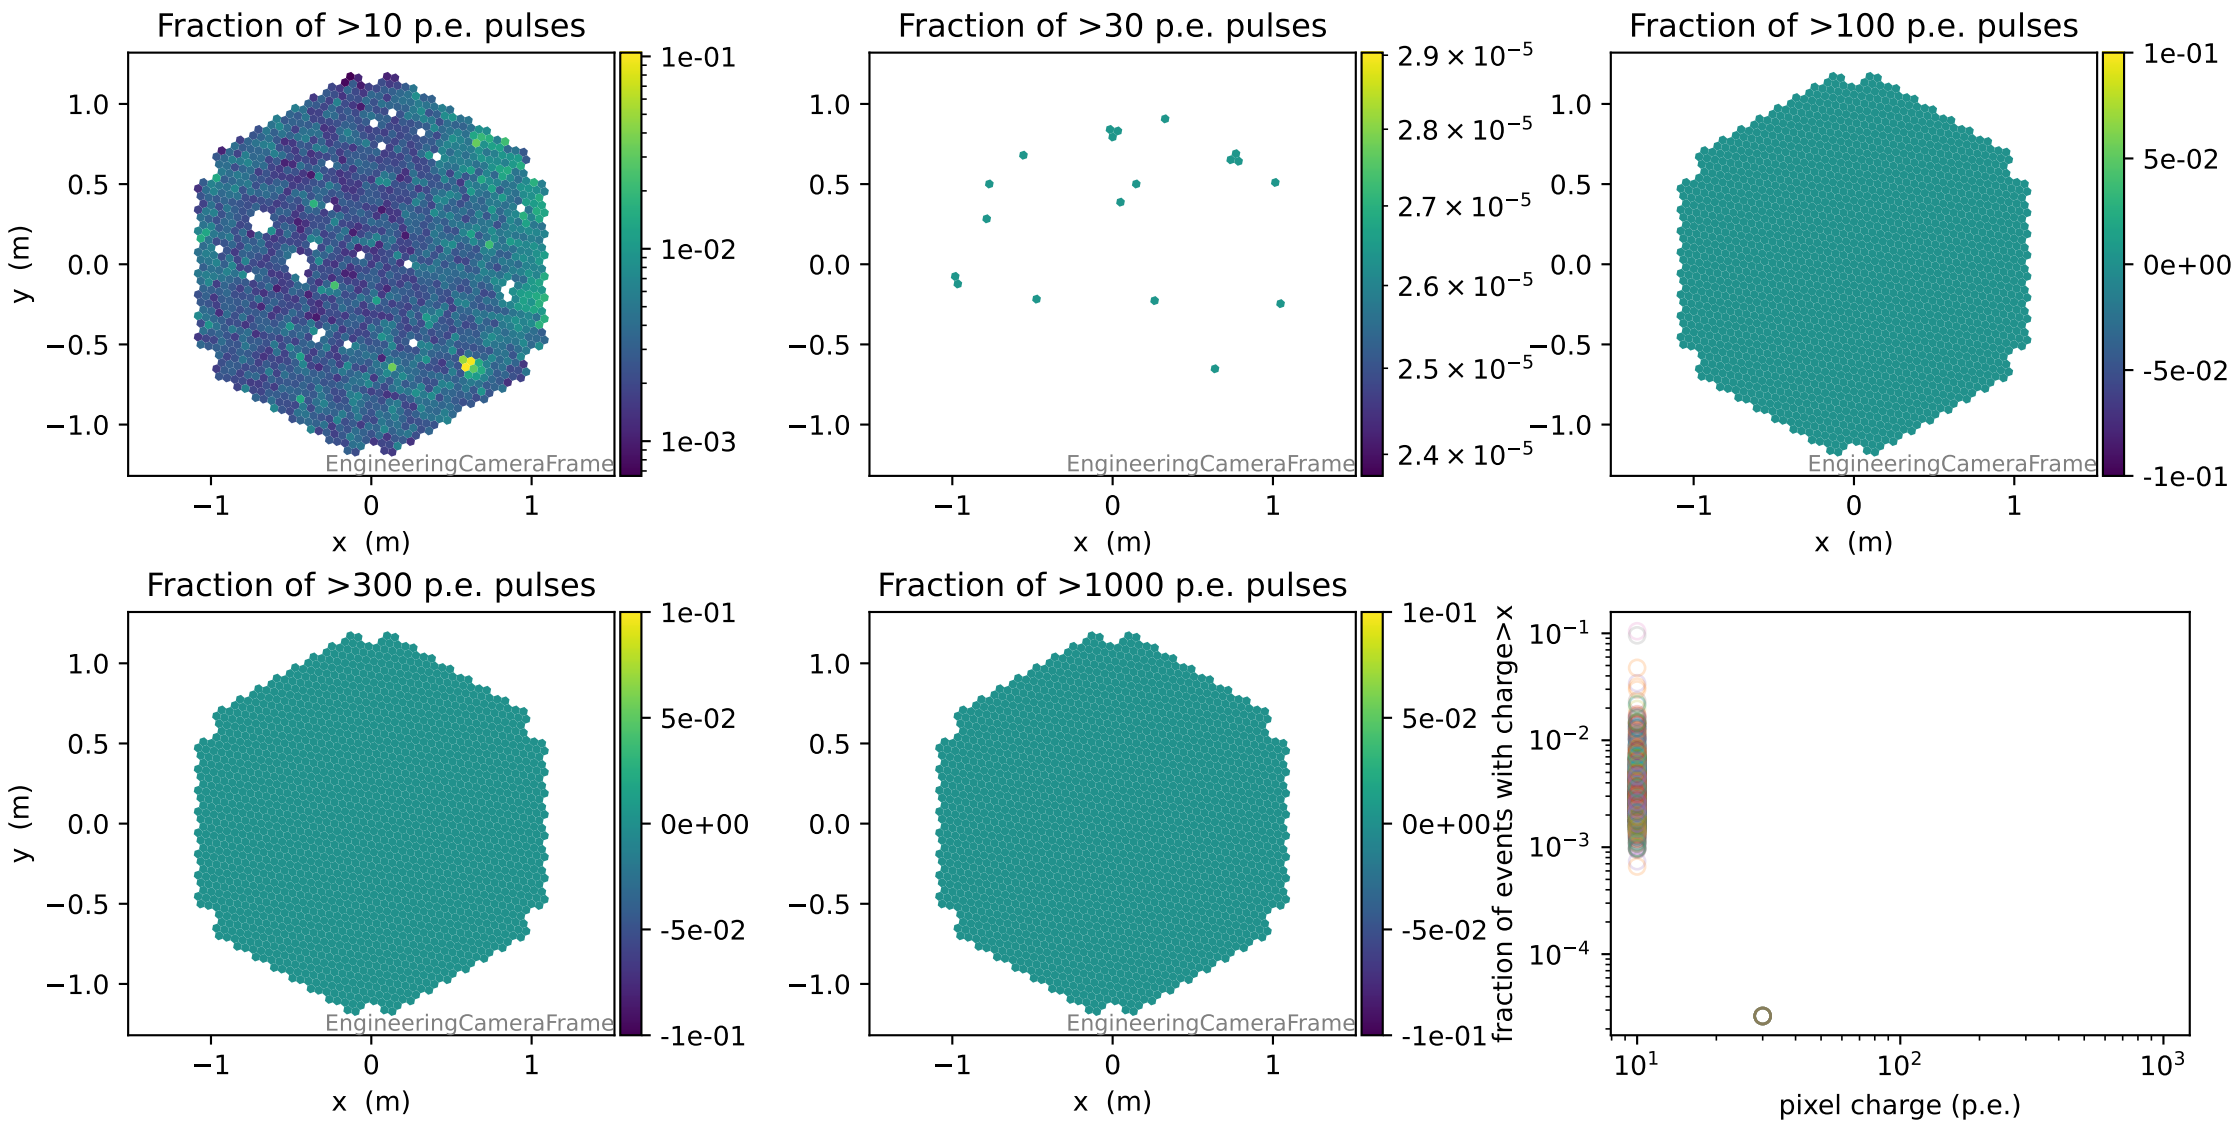 Fraction of >10 p.e. pulses
Fraction of >30 p.e. pulses
Fraction of >100 p.e. pulses
y (m)
1.0
0.5
0.0
−0.5
−1.0
−1
0
1
x (m)
EngineeringCameraFrame
1e-01
1e-02
1e-03
1.0
0.5
0.0
−0.5
−1.0
−1
0
1
x (m)
EngineeringCameraFrame
2.9 × 10⁻⁵
2.8 × 10⁻⁵
2.7 × 10⁻⁵
2.6 × 10⁻⁵
2.5 × 10⁻⁵
2.4 × 10⁻⁵
1.0
0.5
0.0
−0.5
−1.0
−1
0
1
x (m)
EngineeringCameraFrame
1e-01
5e-02
0e+00
-5e-02
-1e-01
Fraction of >300 p.e. pulses
Fraction of >1000 p.e. pulses
y (m)
1.0
0.5
0.0
−0.5
−1.0
−1
0
1
x (m)
EngineeringCameraFrame
1e-01
5e-02
0e+00
-5e-02
-1e-01
1.0
0.5
0.0
−0.5
−1.0
−1
0
1
x (m)
EngineeringCameraFrame
1e-01
5e-02
0e+00
-5e-02
-1e-01
fraction of events with charge>x
10⁻¹
10⁻²
10⁻³
10⁻⁴
10¹
10²
10³
pixel charge (p.e.)